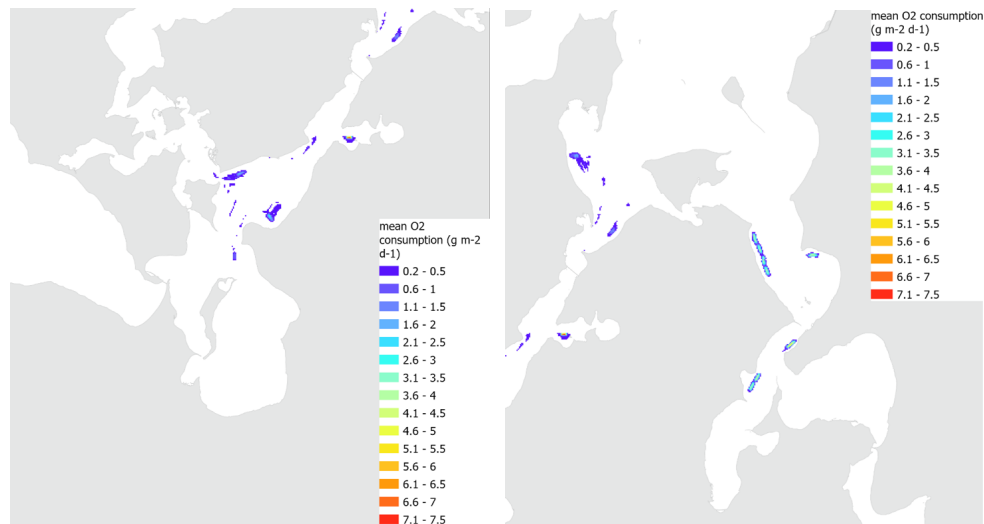 mean O2
consumption (g m-2
d-1)
0.2 - 0.5
0.6 - 1
1.1 - 1.5
1.6 - 2
2.1 - 2.5
2.6 - 3
3.1 - 3.5
3.6 - 4
4.1 - 4.5
4.6 - 5
5.1 - 5.5
5.6 - 6
6.1 - 6.5
6.6 - 7
7.1 - 7.5
mean O2 consumption
(g m-2 d-1)
0.2 - 0.5
0.6 - 1
1.1 - 1.5
1.6 - 2
2.1 - 2.5
2.6 - 3
3.1 - 3.5
3.6 - 4
4.1 - 4.5
4.6 - 5
5.1 - 5.5
5.6 - 6
6.1 - 6.5
6.6 - 7
7.1 - 7.5